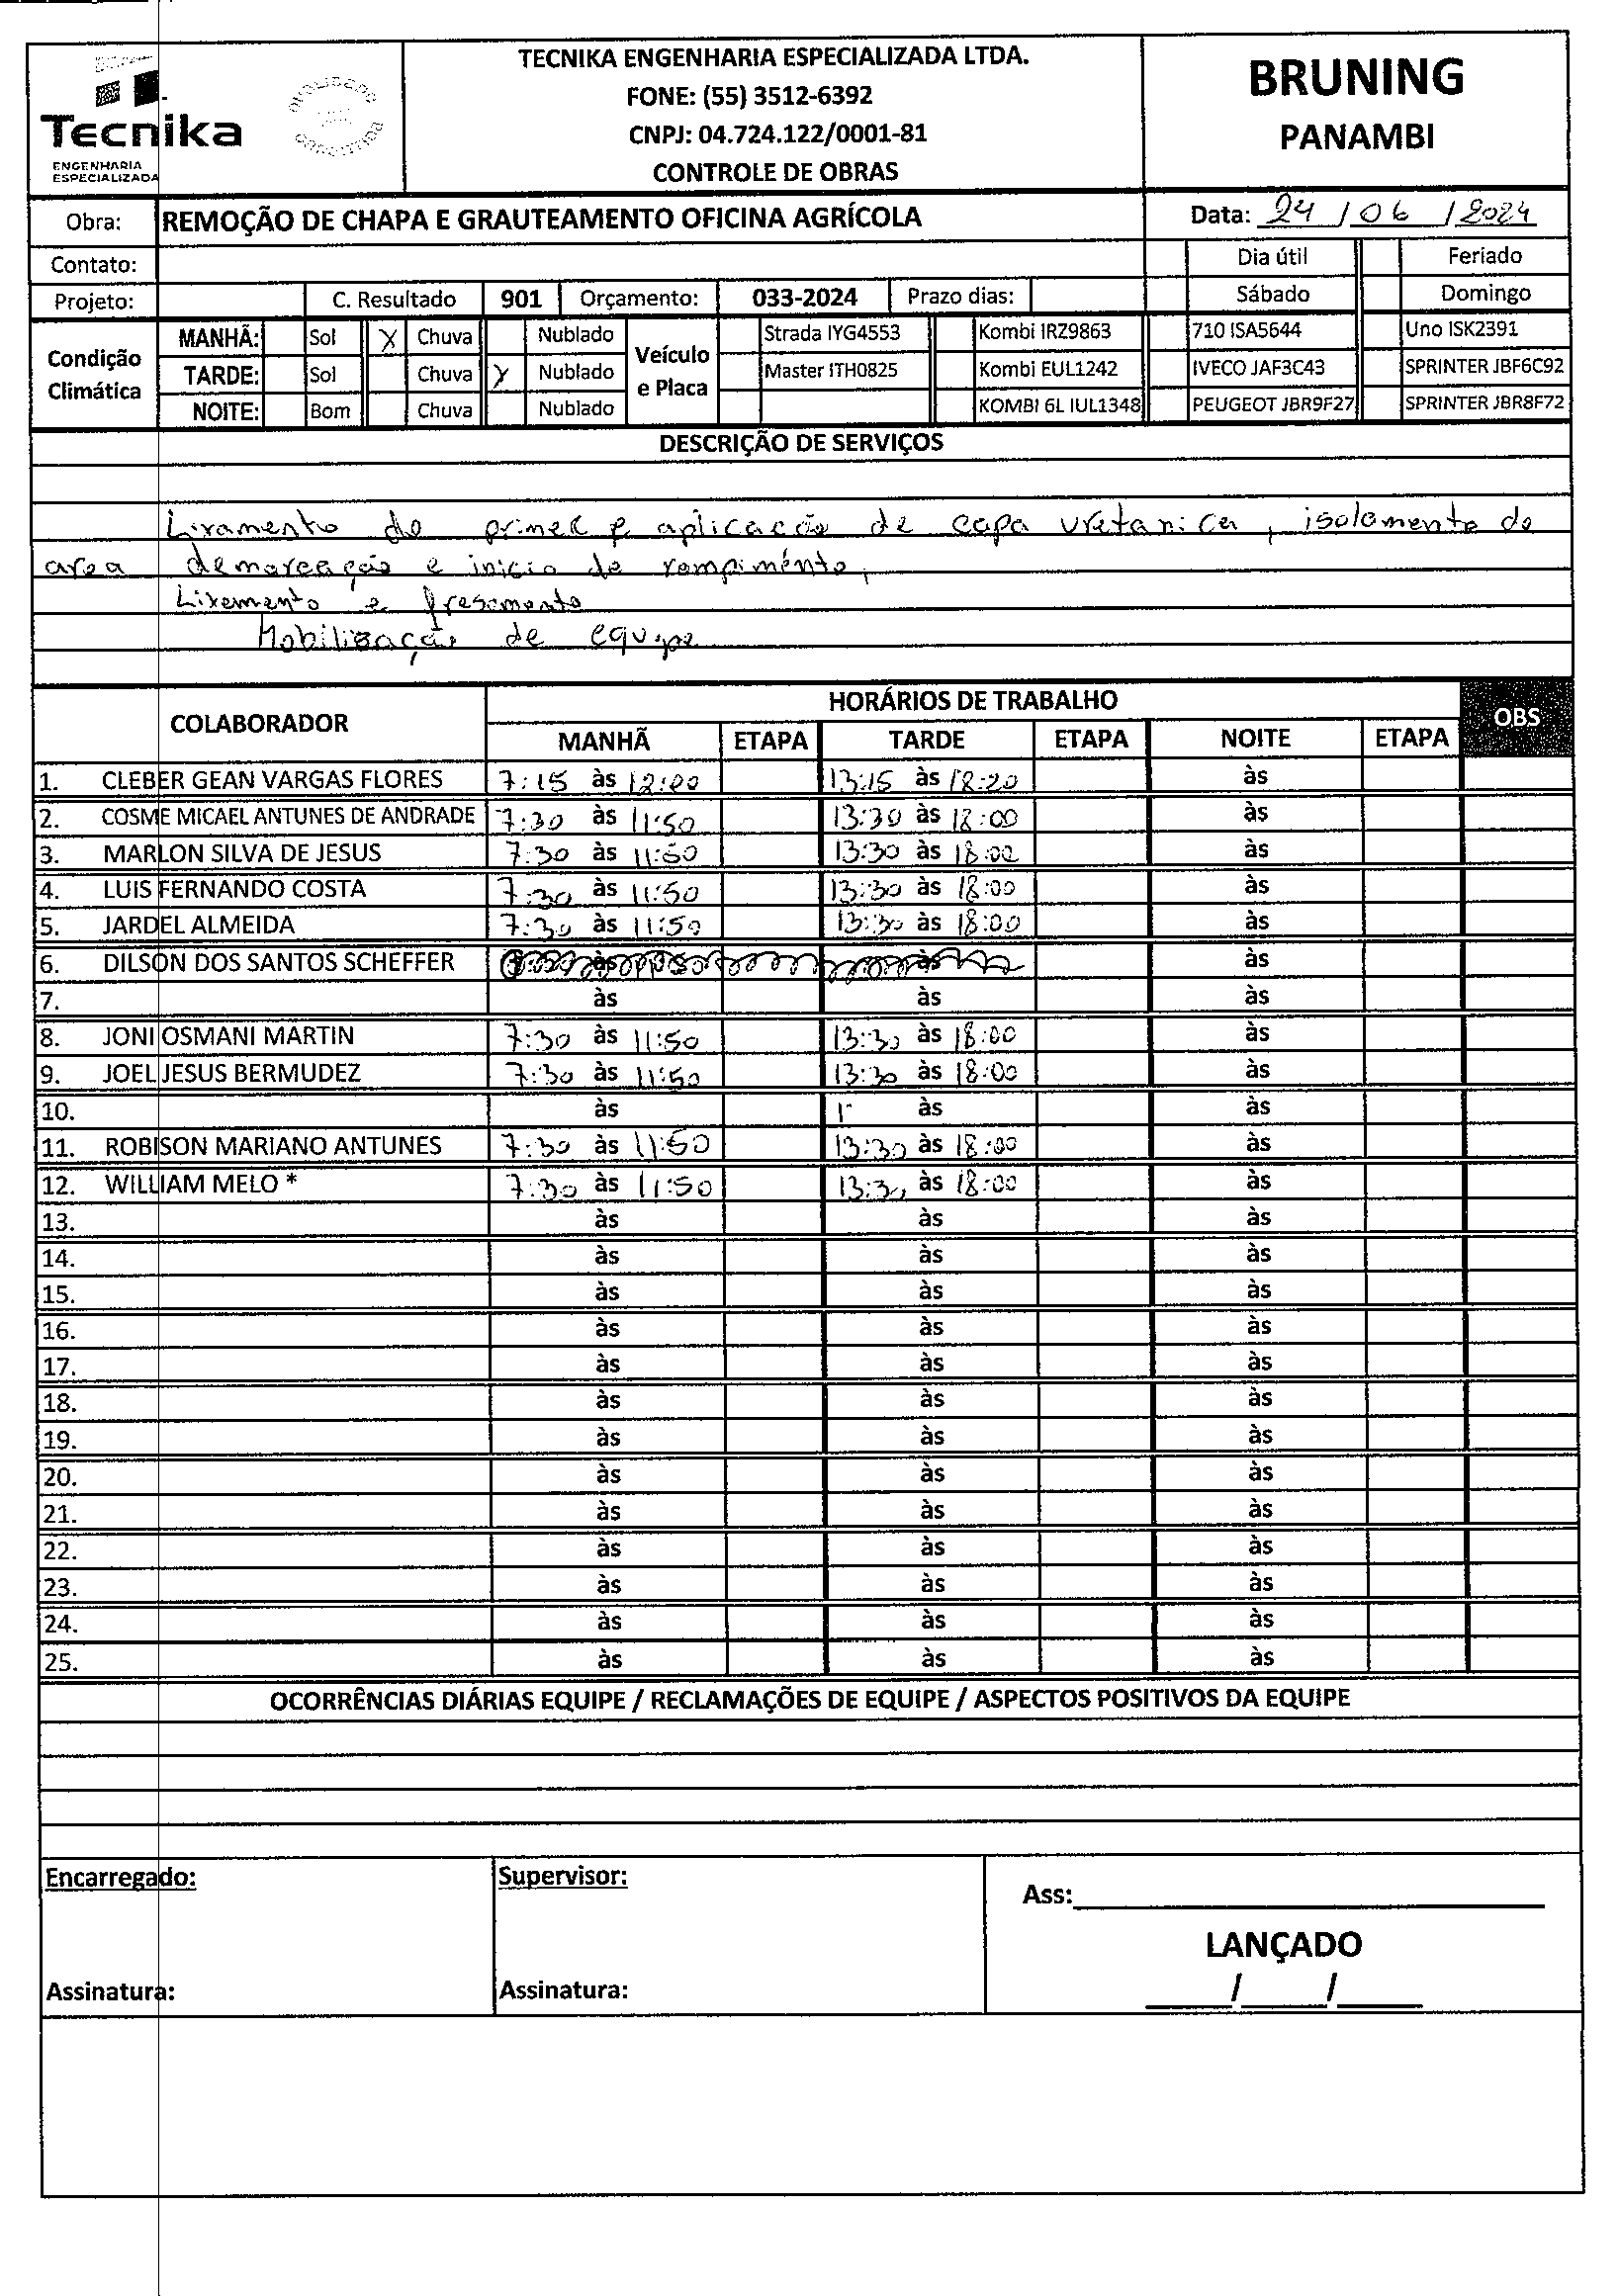 TECNIKA ENGENHARIA ESPECIALIZADA LTDA.
FONE: (55) 3512-6392
CNPJ: 04.724.122/0001-81
CONTROLE DE OBRAS
Tecnika
ENGENHARIA
ESPECIALIZADA
BRUNING
PANAMBI
Obra: REMOÇÃO DE CHAPA E GRAUTEAMENTO OFICINA AGRÍCOLA Data: 24 / 06 / 2024
Contato: Dia útil Feriado
Projeto: C. Resultado 901 Orçamento: 033-2024 Prazo dias: Sábado Domingo
Condição Climática Veículo e Placa
MANHÃ: Sol X Chuva Nublado Strada IYG4553 Kombi IRZ9863 710 ISA5644 Uno ISK2391
TARDE: Sol Chuva X Nublado Master ITH0825 Kombi EUL1242 IVECO JAF3C43 SPRINTER JBF6C92
NOITE: Bom Chuva Nublado KOMBI 6L IUL1348 PEUGEOT JBR9F27 SPRINTER JBR8F72
DESCRIÇÃO DE SERVIÇOS
Lixamento do primer e aplicação de capa uretanica, isolamento de
area demarcação e inicio do rompimento,
Lixamento e fresamento
Mobilização de equipe
COLABORADOR HORÁRIOS DE TRABALHO OBS
MANHÃ ETAPA TARDE ETAPA NOITE ETAPA
1. CLEBER GEAN VARGAS FLORES 7:15 às 12:00 13:15 às 18:20 às
2. COSME MICAEL ANTUNES DE ANDRADE 7:30 às 11:50 13:30 às 18:00 às
3. MARLON SILVA DE JESUS 7:30 às 11:50 13:30 às 18:00 às
4. LUIS FERNANDO COSTA 7:30 às 11:50 13:30 às 18:00 às
5. JARDEL ALMEIDA 7:30 às 11:50 13:30 às 18:00 às
6. DILSON DOS SANTOS SCHEFFER às às às
7. às às às
8. JONI OSMANI MARTIN 7:30 às 11:50 13:30 às 18:00 às
9. JOEL JESUS BERMUDEZ 7:30 às 11:50 13:30 às 18:00 às
10. às às às
11. ROBISON MARIANO ANTUNES 7:30 às 11:50 13:30 às 18:00 às
12. WILLIAM MELO * 7:30 às 11:50 13:30 às 18:00 às
13. às às às
14. às às às
15. às às às
16. às às às
17. às às às
18. às às às
19. às às às
20. às às às
21. às às às
22. às às às
23. às às às
24. às às às
25. às às às
OCORRÊNCIAS DIÁRIAS EQUIPE / RECLAMAÇÕES DE EQUIPE / ASPECTOS POSITIVOS DA EQUIPE
Encarregado: Supervisor: Ass:
LANÇADO
Assinatura: Assinatura: / /